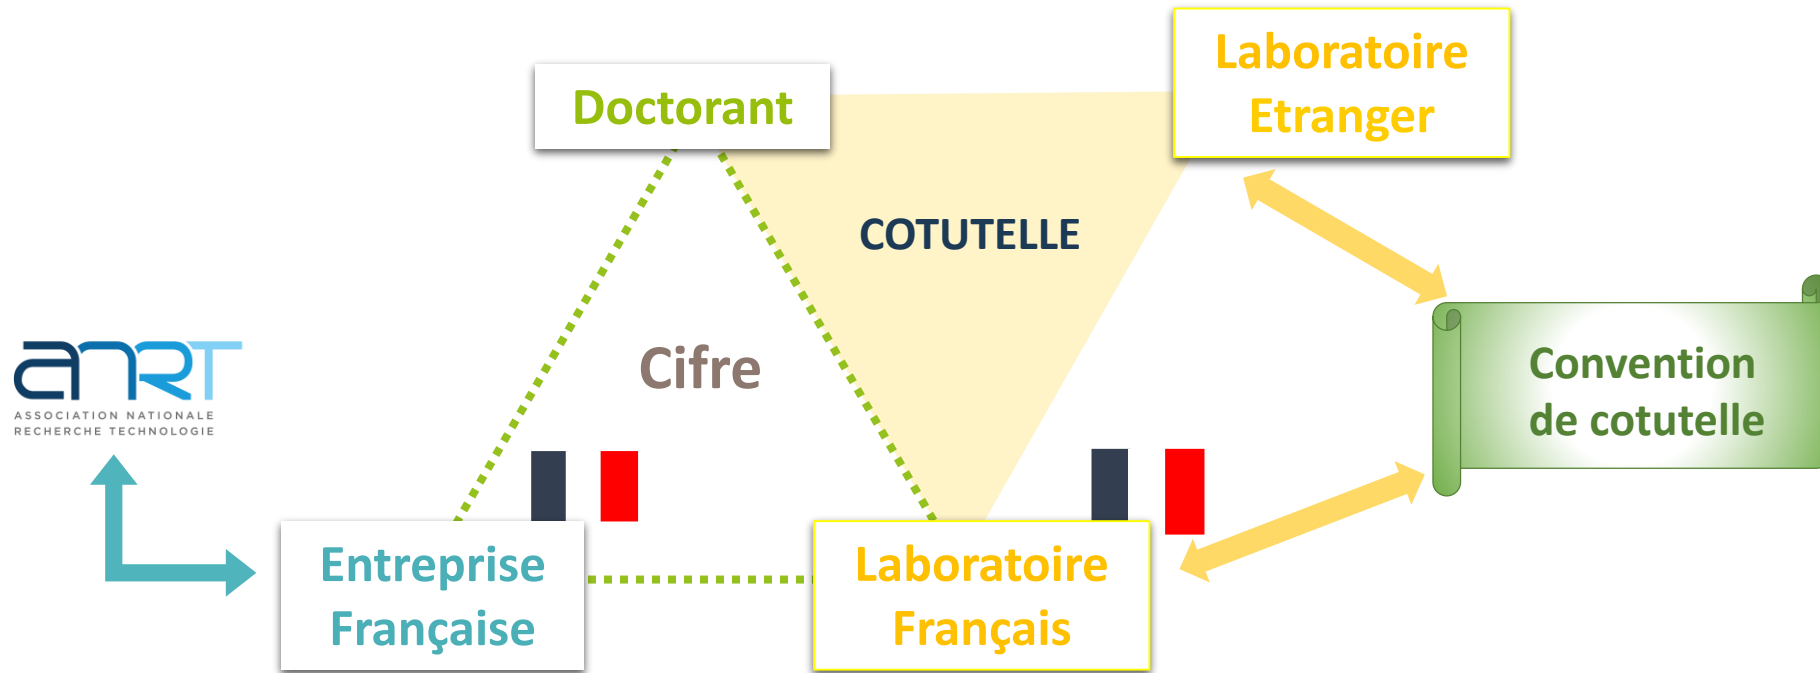 Laboratoire
Etranger
Doctorant
COTUTELLE
anRT
ASSOCIATION NATIONALE
RECHERCHE TECHNOLOGIE
Cifre
Convention
de cotutelle
Entreprise
Française
Laboratoire
Français